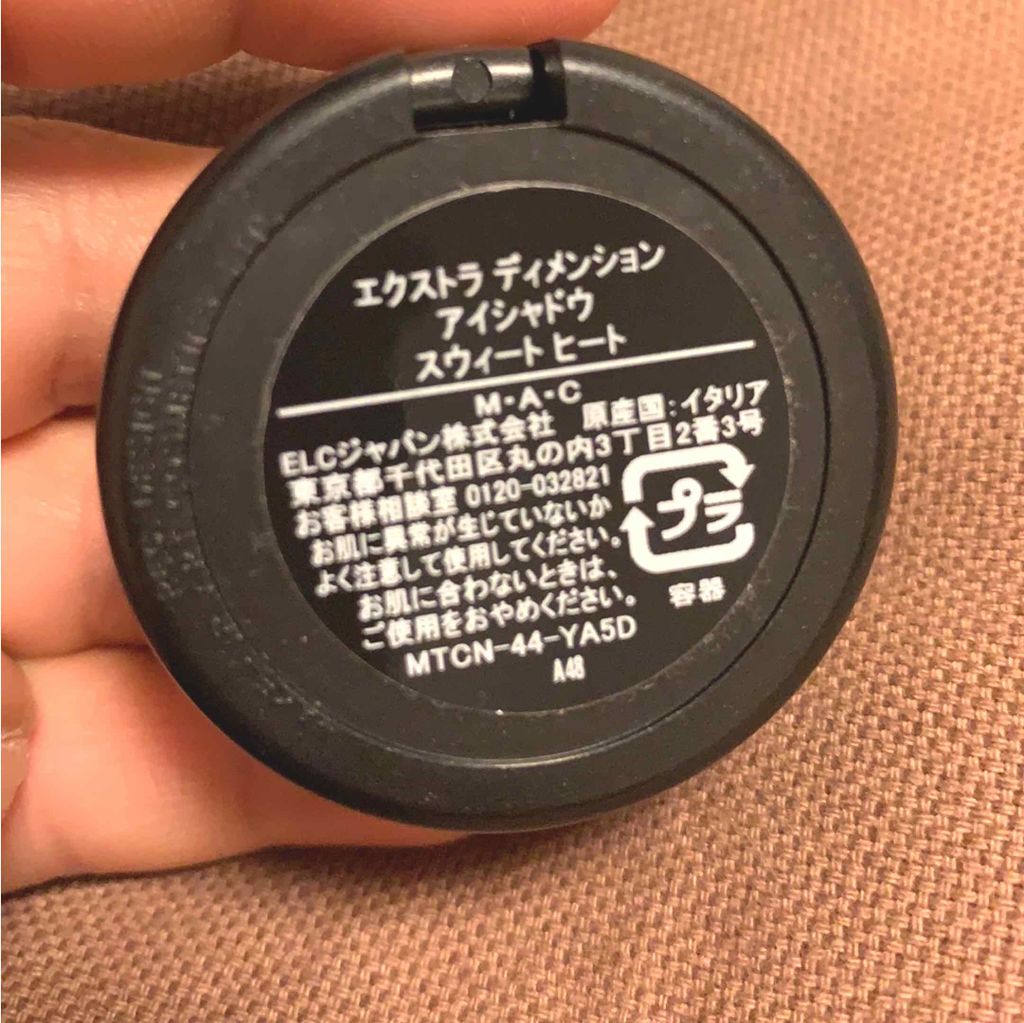 エクストラ ディメンション
アイシャドウ
スウィート ヒート
M・A・C
ELCジャパン株式会社 原産国:イタリア
東京都千代田区丸の内3丁目2番3号
お客様相談室 0120-032821
お肌に異常が生じていないか
よく注意して使用してください。
お肌に合わないときは、
ご使用をおやめください。
プラ
容器
MTCN-44-YA5D
A48